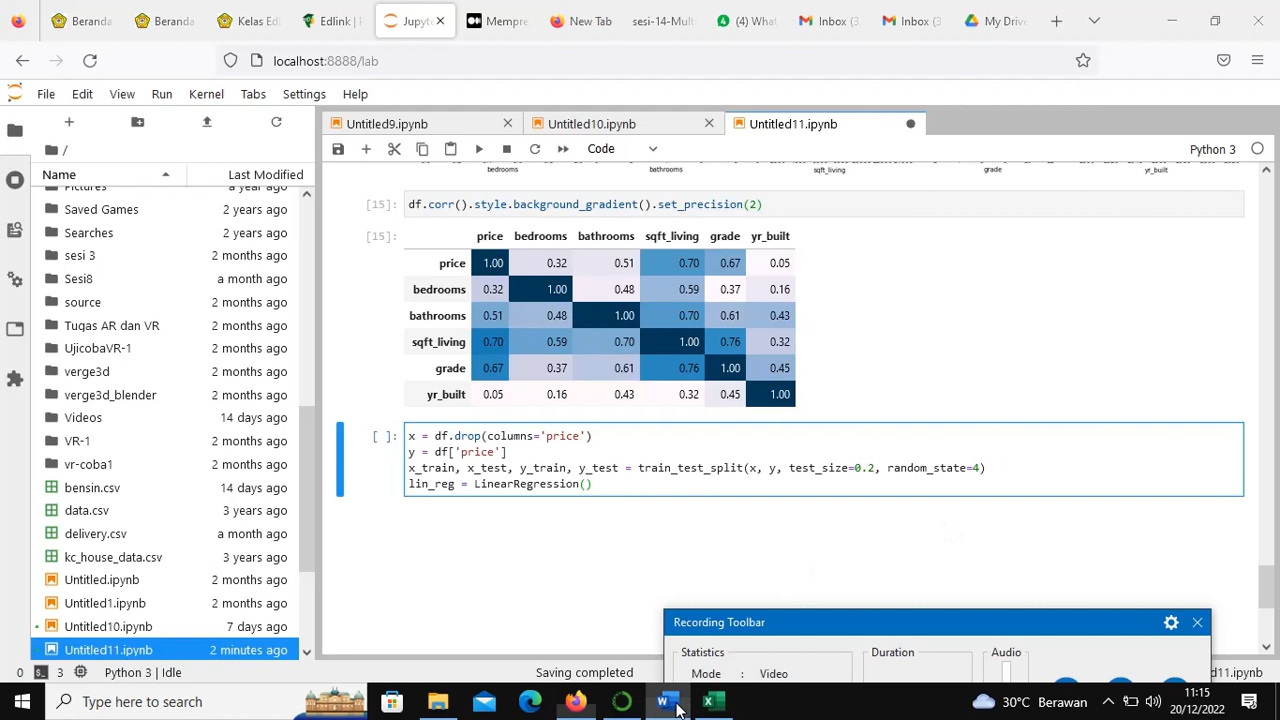 Beranda
Beranda
Kelas Edl
Edlink | F
Jupyte
Mempre
New Tab
sesi-14-Mult
(4) What
Inbox (3
Inbox (3
My Drive
localhost:8888/lab
File Edit View Run Kernel Tabs Settings Help
Untitled9.ipynb
Untitled10.ipynb
Untitled11.ipynb
Code
Python 3
/
Name Last Modified
Pictures a year ago
Saved Games 2 years ago
Searches 2 years ago
sesi 3 2 months ago
Sesi8 a month ago
source 2 months ago
Tugas AR dan VR 2 months ago
UjicobaVR-1 2 months ago
verge3d 2 months ago
verge3d_blender 2 months ago
Videos 14 days ago
VR-1 2 months ago
vr-coba1 2 months ago
bensin.csv 14 days ago
data.csv 3 years ago
delivery.csv a month ago
kc_house_data.csv 3 years ago
Untitled.ipynb 2 months ago
Untitled1.ipynb 2 months ago
Untitled10.ipynb 7 days ago
Untitled11.ipynb 2 minutes ago
bedrooms bathrooms sqft_living grade yr_built
[15]: df.corr().style.background_gradient().set_precision(2)
[15]: price bedrooms bathrooms sqft_living grade yr_built
price 1.00 0.32 0.51 0.70 0.67 0.05
bedrooms 0.32 1.00 0.48 0.59 0.37 0.16
bathrooms 0.51 0.48 1.00 0.70 0.61 0.43
sqft_living 0.70 0.59 0.70 1.00 0.76 0.32
grade 0.67 0.37 0.61 0.76 1.00 0.45
yr_built 0.05 0.16 0.43 0.32 0.45 1.00
[ ]: x = df.drop(columns='price')
y = df['price']
x_train, x_test, y_train, y_test = train_test_split(x, y, test_size=0.2, random_state=4)
lin_reg = LinearRegression()
Recording Toolbar
Statistics Duration Audio
Mode : Video
0 3 Python 3 | Idle Saving completed
d11.ipynb
Type here to search
30°C Berawan
11:15
20/12/2022